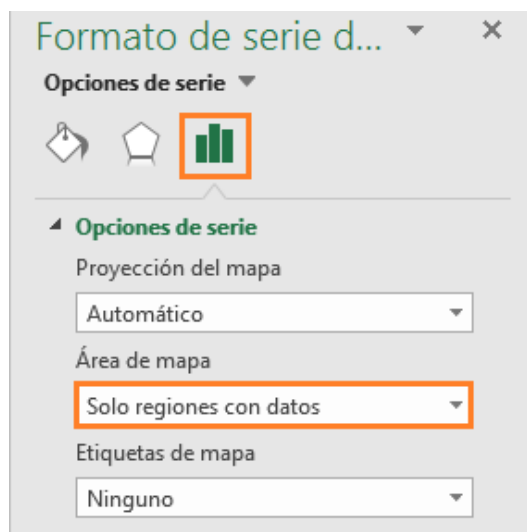 Formato de serie d...
Opciones de serie
Opciones de serie
Proyección del mapa
Automático
Área de mapa
Solo regiones con datos
Etiquetas de mapa
Ninguno